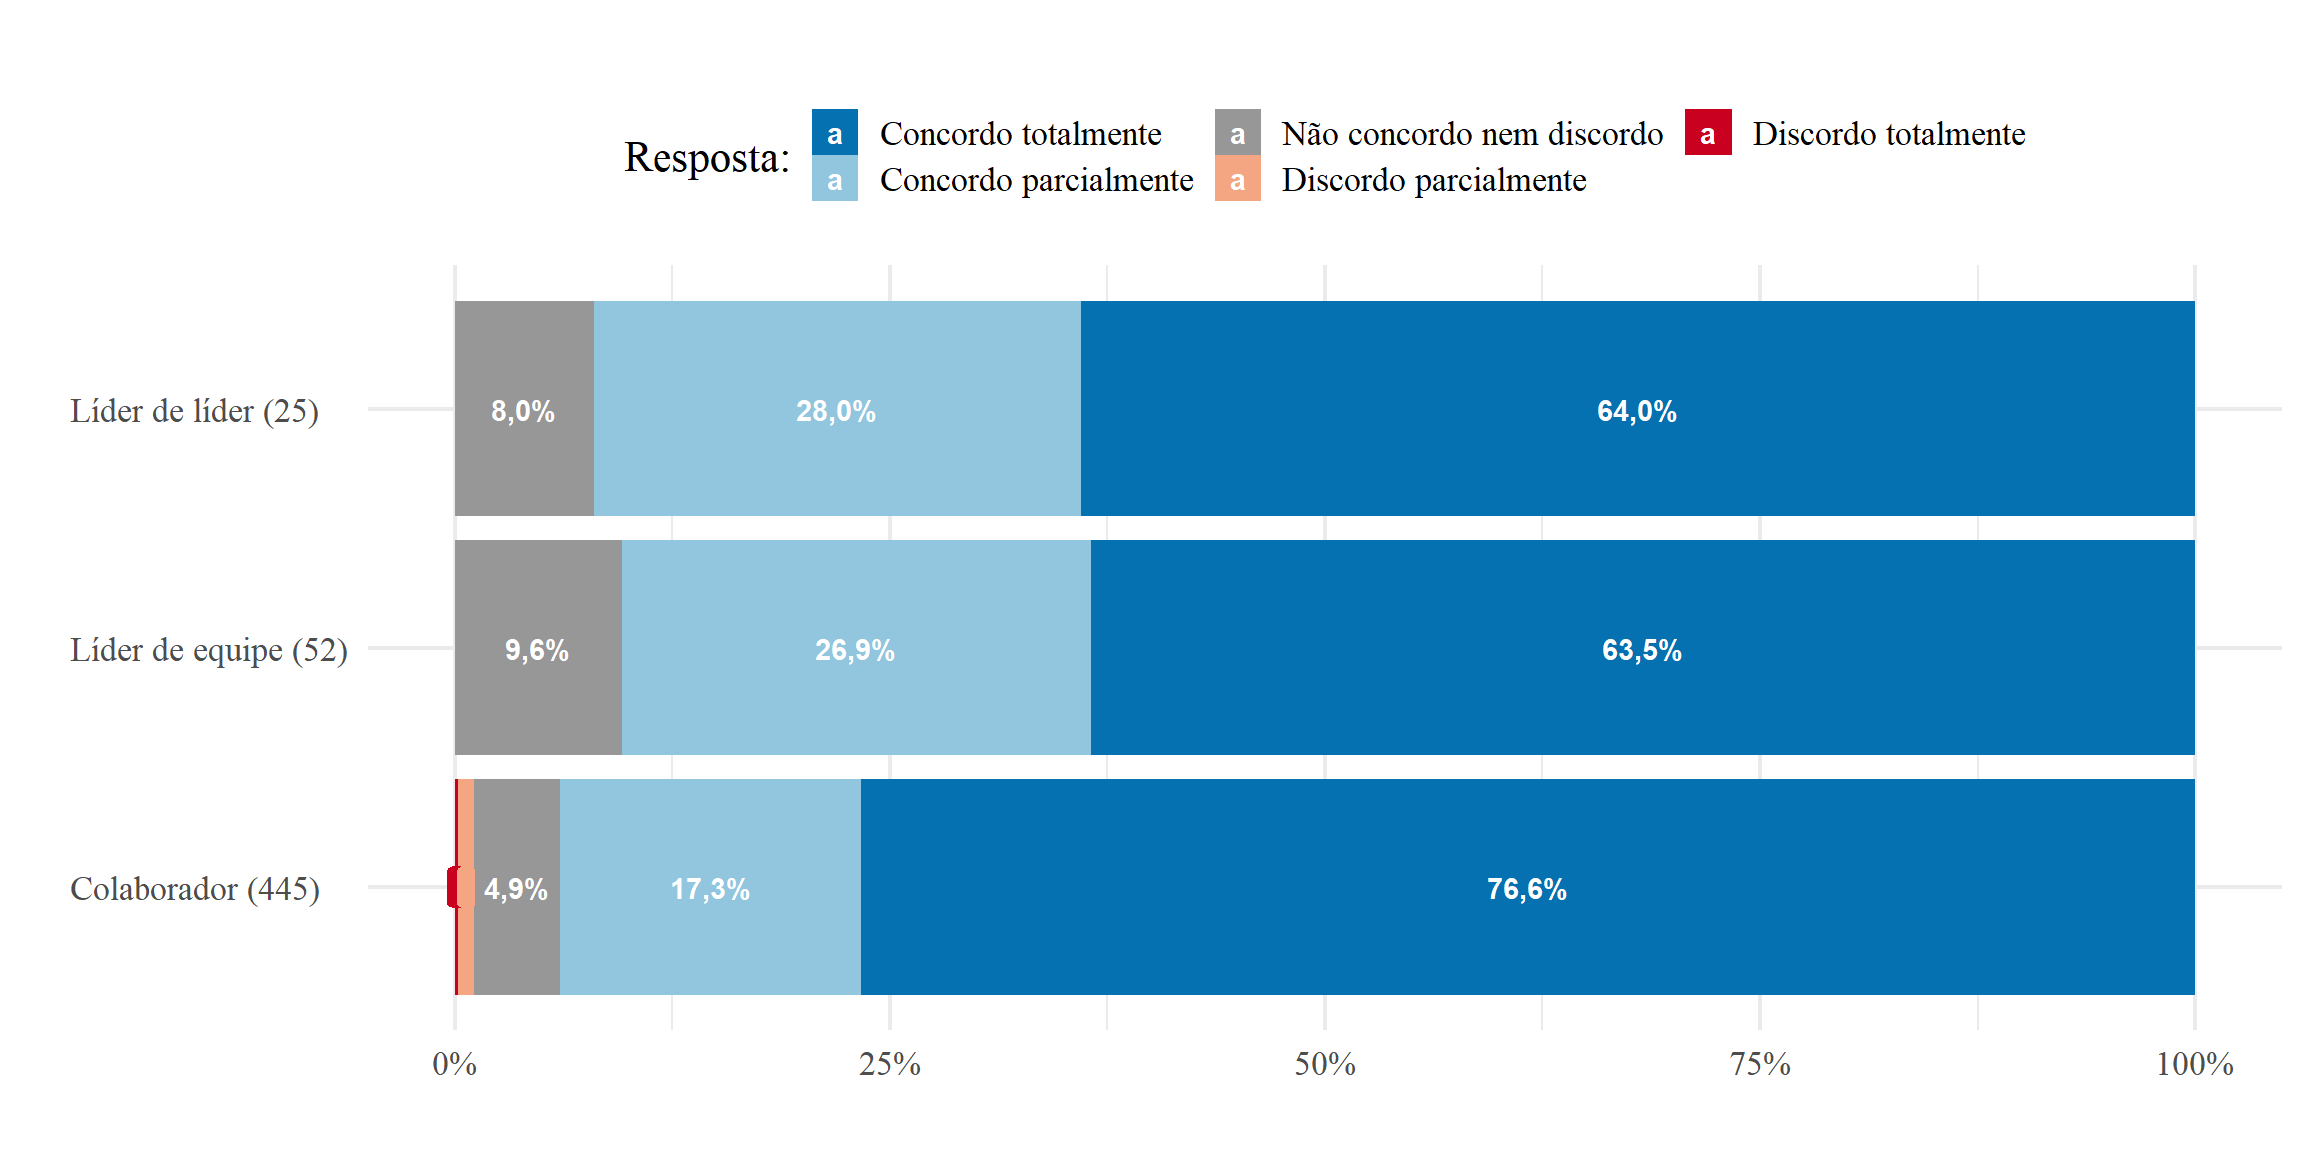 Resposta:
a Concordo totalmente
a Concordo parcialmente
a Não concordo nem discordo
a Discordo parcialmente
a Discordo totalmente
Líder de líder (25)
8,0% 28,0% 64,0%
Líder de equipe (52)
9,6% 26,9% 63,5%
Colaborador (445)
4,9% 17,3% 76,6%
0% 25% 50% 75% 100%